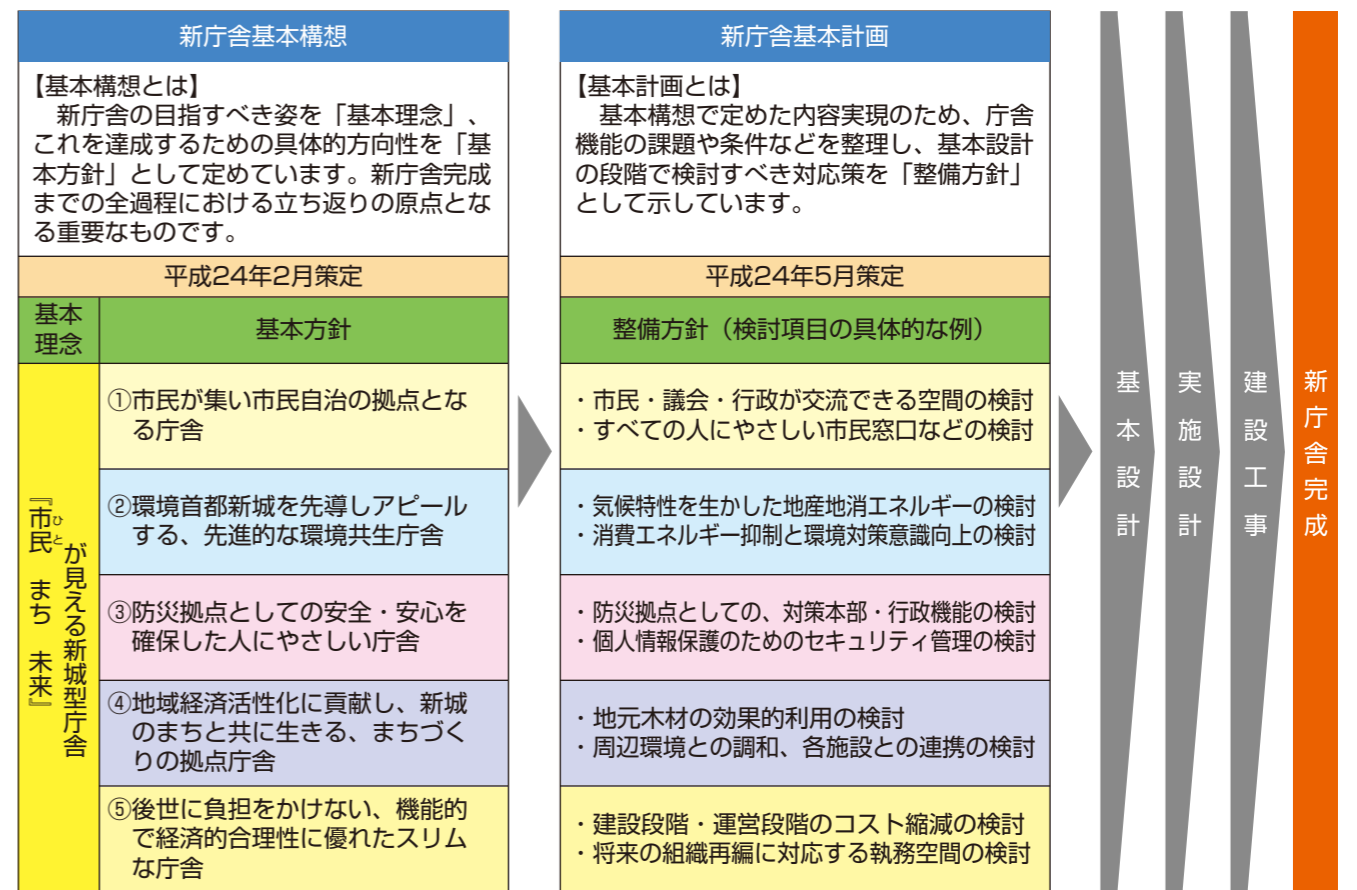 新庁舎基本構想
【基本構想とは】
新庁舎の目指すべき姿を「基本理念」、
これを達成するための具体的方向性を「基
本方針」として定めています。新庁舎完成
までの全過程における立ち返りの原点とな
る重要なものです。
平成24年2月策定
基本
理念
基本方針
『市民 まち 未来』
ひと
が見える新城型庁舎
①市民が集い市民自治の拠点とな
る庁舎
②環境首都新城を先導しアピール
する、先進的な環境共生庁舎
③防災拠点としての安全・安心を
確保した人にやさしい庁舎
④地域経済活性化に貢献し、新城
のまちと共に生きる、まちづく
りの拠点庁舎
⑤後世に負担をかけない、機能的
で経済的合理性に優れたスリム
な庁舎
新庁舎基本計画
【基本計画とは】
基本構想で定めた内容実現のため、庁舎
機能の課題や条件などを整理し、基本設計
の段階で検討すべき対応策を「整備方針」
として示しています。
平成24年5月策定
整備方針（検討項目の具体的な例）
・市民・議会・行政が交流できる空間の検討
・すべての人にやさしい市民窓口などの検討
・気候特性を生かした地産地消エネルギーの検討
・消費エネルギー抑制と環境対策意識向上の検討
・防災拠点としての、対策本部・行政機能の検討
・個人情報保護のためのセキュリティ管理の検討
・地元木材の効果的利用の検討
・周辺環境との調和、各施設との連携の検討
・建設段階・運営段階のコスト縮減の検討
・将来の組織再編に対応する執務空間の検討
基本設計
実施設計
建設工事
新庁舎完成